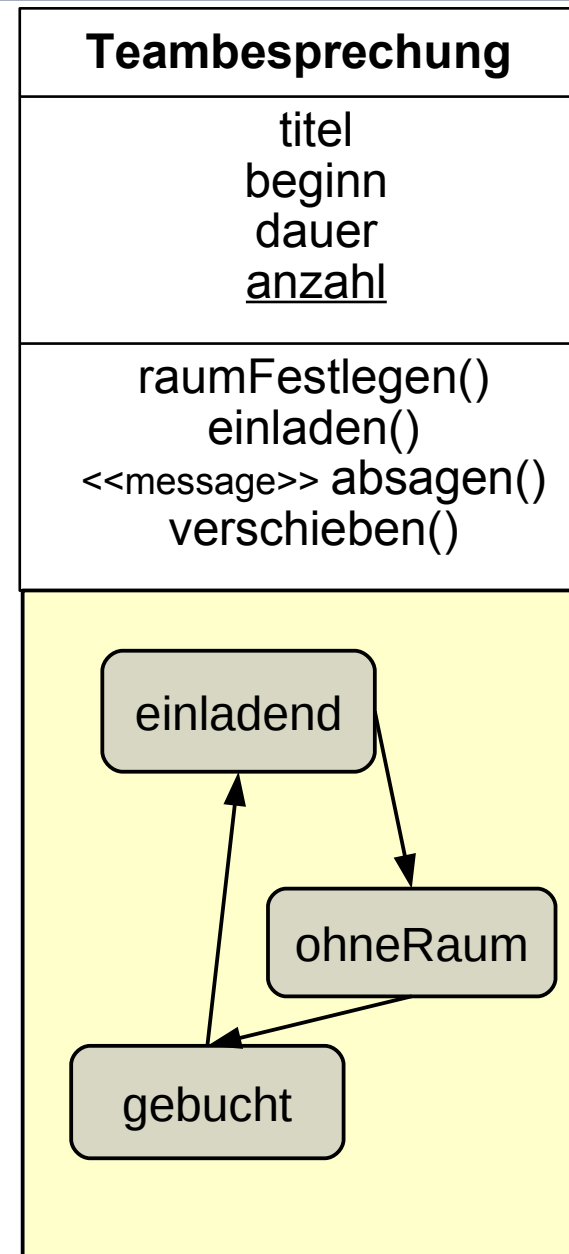 Teambesprechung
titel
beginn
dauer
anzahl
raumFestlegen()
einladen()
<<message>> absagen()
verschieben()
einladend
ohneRaum
gebucht